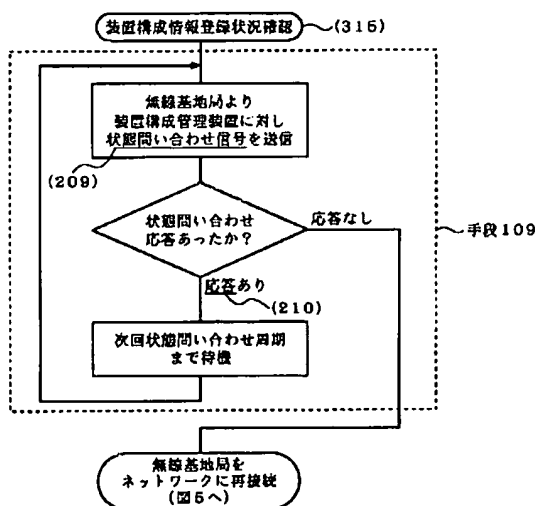 装置構成情報登録状況確認
(315)
無線基地局より
装置構成管理装置に対し
状態問い合わせ信号を送信
(209)
状態問い合わせ
応答あったか？
応答なし
手段109
応答あり
(210)
次回状態問い合わせ周期
まで待機
無線基地局を
ネットワークに再接続
(図5へ)